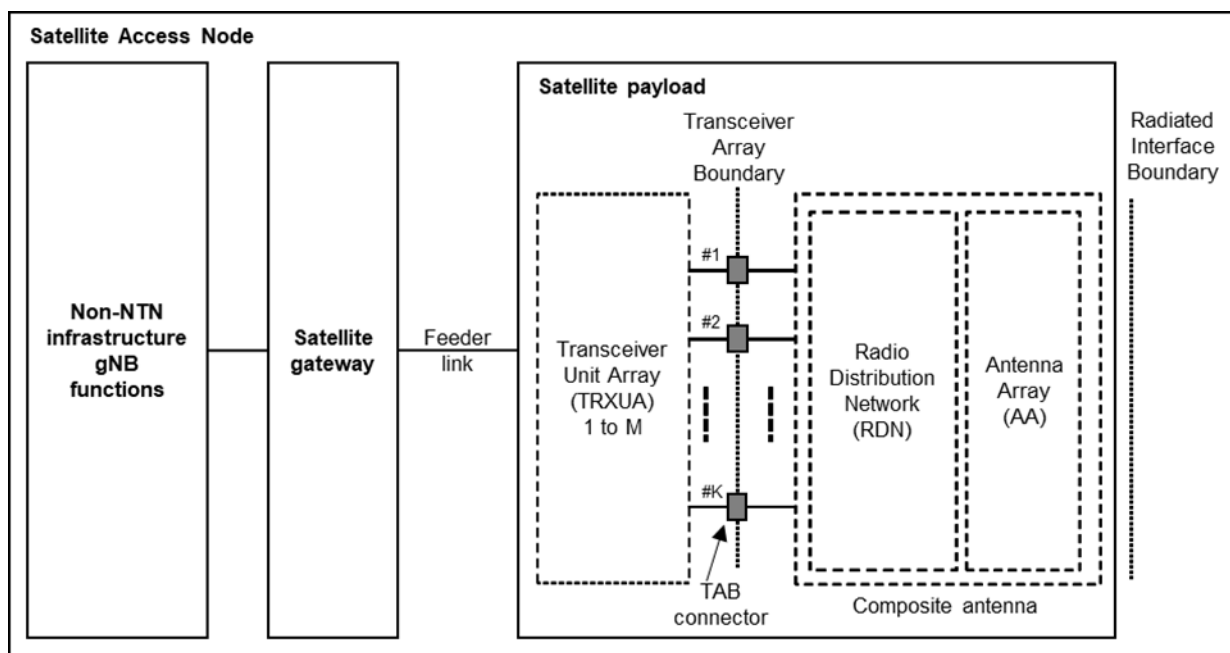 Satellite Access Node
Non-NTN
infrastructure
gNB
functions
Satellite
gateway
Feeder
link
Satellite payload
Transceiver
Array
Boundary
Transceiver
Unit Array
(TRXUA)
1 to M
#1
#2
#K
TAB
connector
Radio
Distribution
Network
(RDN)
Antenna
Array
(AA)
Composite antenna
Radiated
Interface
Boundary